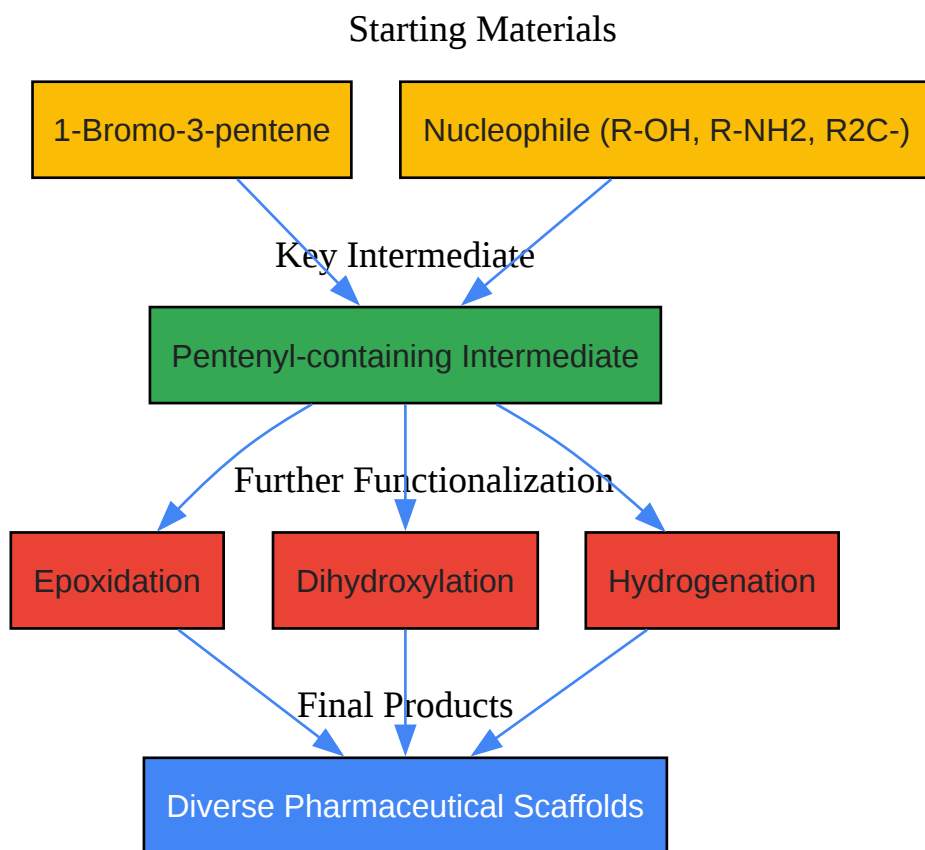 Starting Materials
1-Bromo-3-pentene
Nucleophile (R-OH, R-NH2, R2C-)
Key Intermediate
Pentenyl-containing Intermediate
Further Functionalization
Epoxidation
Dihydroxylation
Hydrogenation
Final Products
Diverse Pharmaceutical Scaffolds